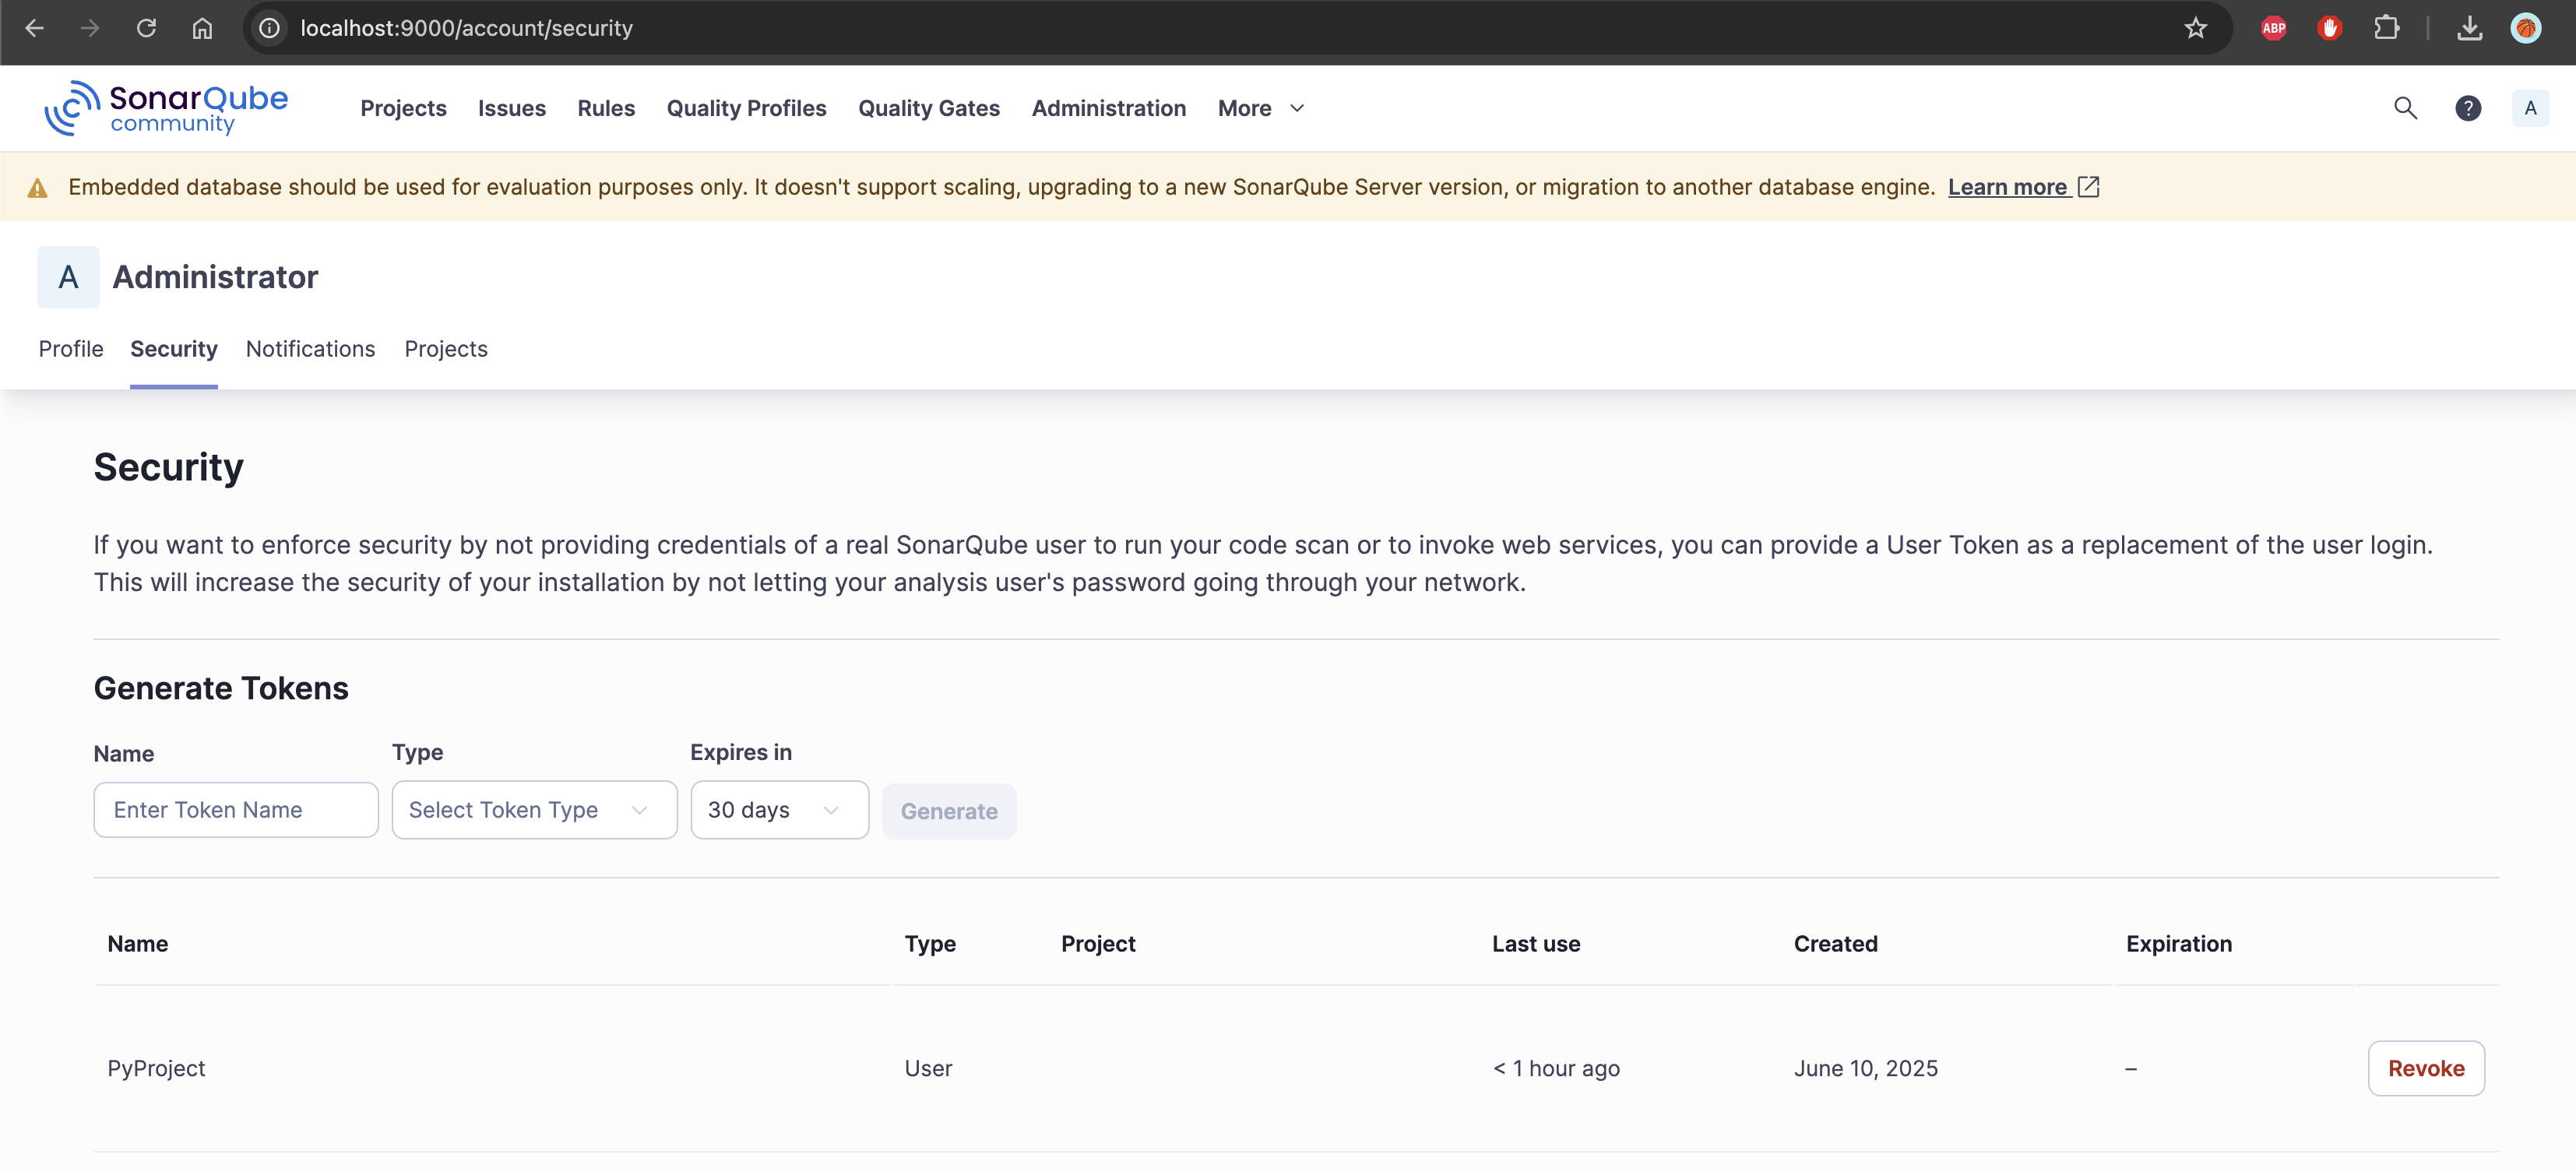 localhost:9000/account/security
ABP
SonarQube community
Projects Issues Rules Quality Profiles Quality Gates Administration More
? A
Embedded database should be used for evaluation purposes only. It doesn't support scaling, upgrading to a new SonarQube Server version, or migration to another database engine. Learn more
A Administrator
Profile Security Notifications Projects
Security
If you want to enforce security by not providing credentials of a real SonarQube user to run your code scan or to invoke web services, you can provide a User Token as a replacement of the user login.
This will increase the security of your installation by not letting your analysis user's password going through your network.
Generate Tokens
Name Type Expires in
Enter Token Name Select Token Type 30 days Generate
Name Type Project Last use Created Expiration
PyProject User < 1 hour ago June 10, 2025 – Revoke